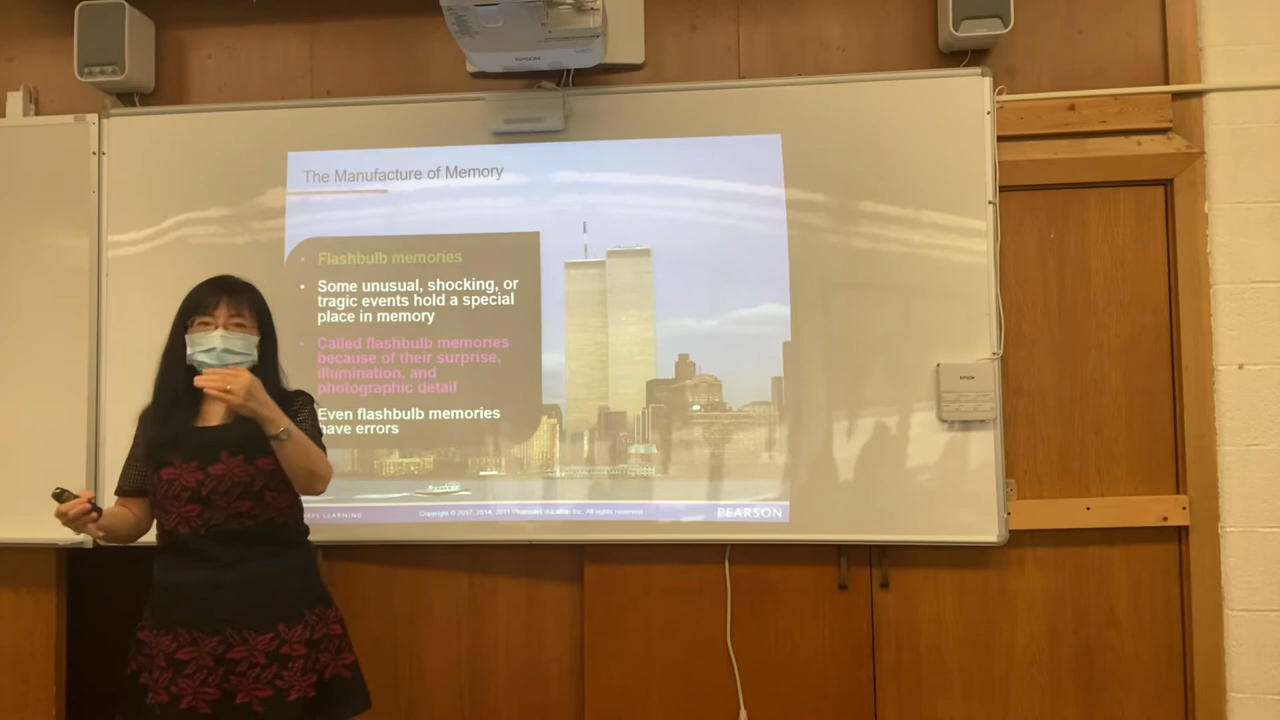 EPSON
The Manufacture of Memory
• Flashbulb memories
• Some unusual, shocking, or
tragic events hold a special
place in memory
• Called flashbulb memories
because of their surprise,
illumination, and
photographic detail
Even flashbulb memories
have errors
LEARNING
Copyright © 2017, 2014, 2011 Pearson Education Inc. All rights reserved
PEARSON
EPSON